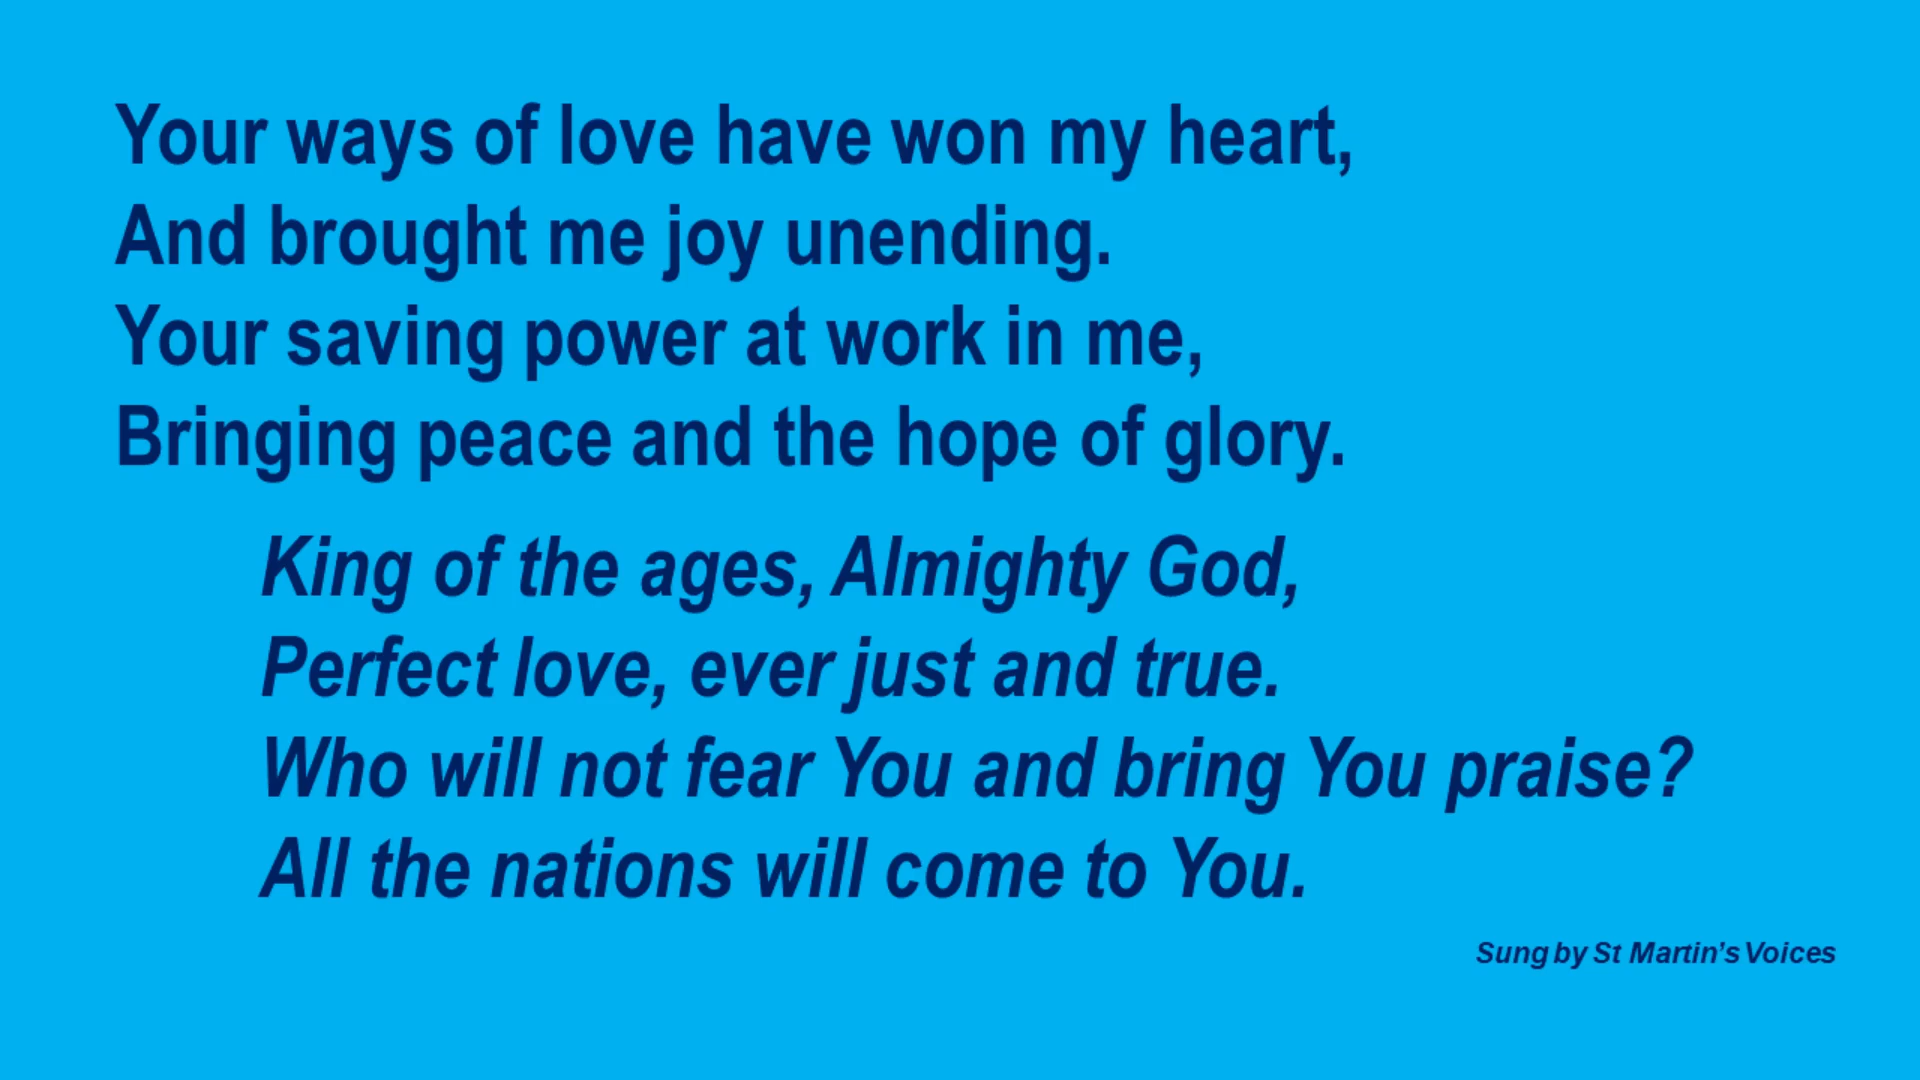 Your ways of love have won my heart,
And brought me joy unending.
Your saving power at work in me,
Bringing peace and the hope of glory.
King of the ages, Almighty God,
Perfect love, ever just and true.
Who will not fear You and bring You praise?
All the nations will come to You.
Sung by St Martin’s Voices